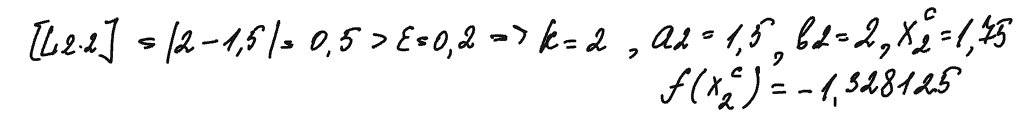 [L2.2] = |2-1,5| = 0,5 > ε=0,2 => k=2 , a2=1,5, b2=2, x₂ᶜ=1,75
f(x₂ᶜ) = -1,328125